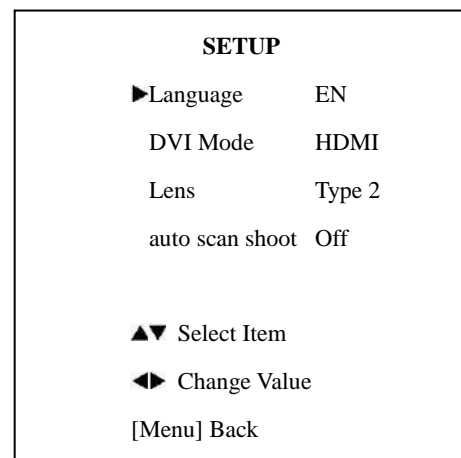 SETUP
▶Language EN
DVI Mode HDMI
Lens Type 2
auto scan shoot Off
▲▼ Select Item
◀▶ Change Value
[Menu] Back